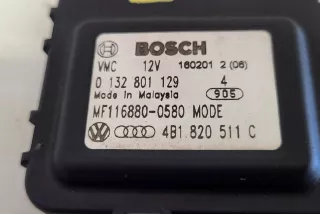 BOSCH
VMC 12V 160201 2 (06)
0 132 801 129 4
Made in Malaysia 905
MF116880-0580 MODE
4B1.820 511 C